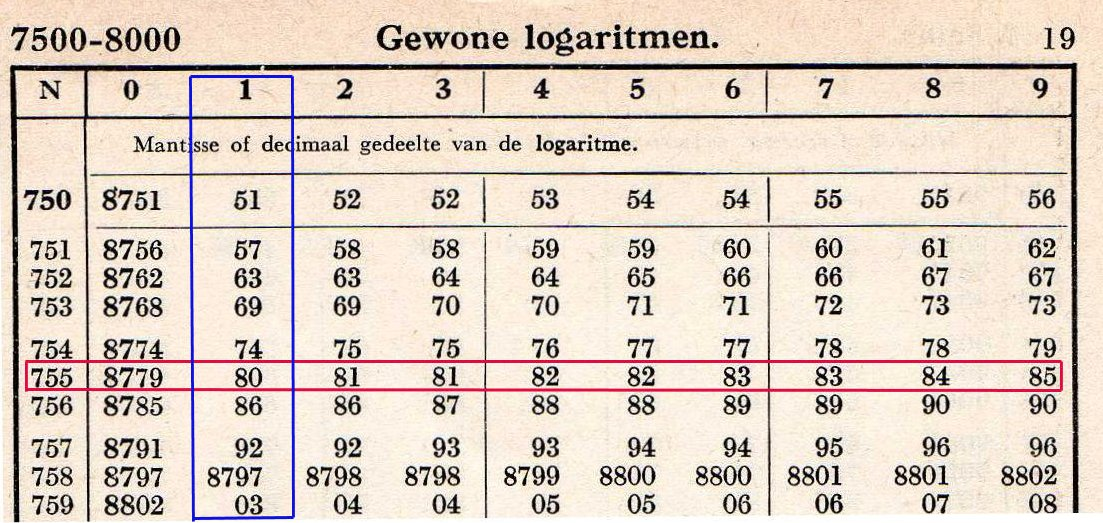 7500-8000 Gewone logaritmen. 19
N 0 1 2 3 4 5 6 7 8 9
Mantisse of decimaal gedeelte van de logaritme.
750 8751 51 52 52 53 54 54 55 55 56
751 8756 57 58 58 59 59 60 60 61 62
752 8762 63 63 64 64 65 66 66 67 67
753 8768 69 69 70 70 71 71 72 73 73
754 8774 74 75 75 76 77 77 78 78 79
755 8779 80 81 81 82 82 83 83 84 85
756 8785 86 86 87 88 88 89 89 90 90
757 8791 92 92 93 93 94 94 95 96 96
758 8797 8797 8798 8798 8799 8800 8800 8801 8801 8802
759 8802 03 04 04 05 05 06 06 07 08